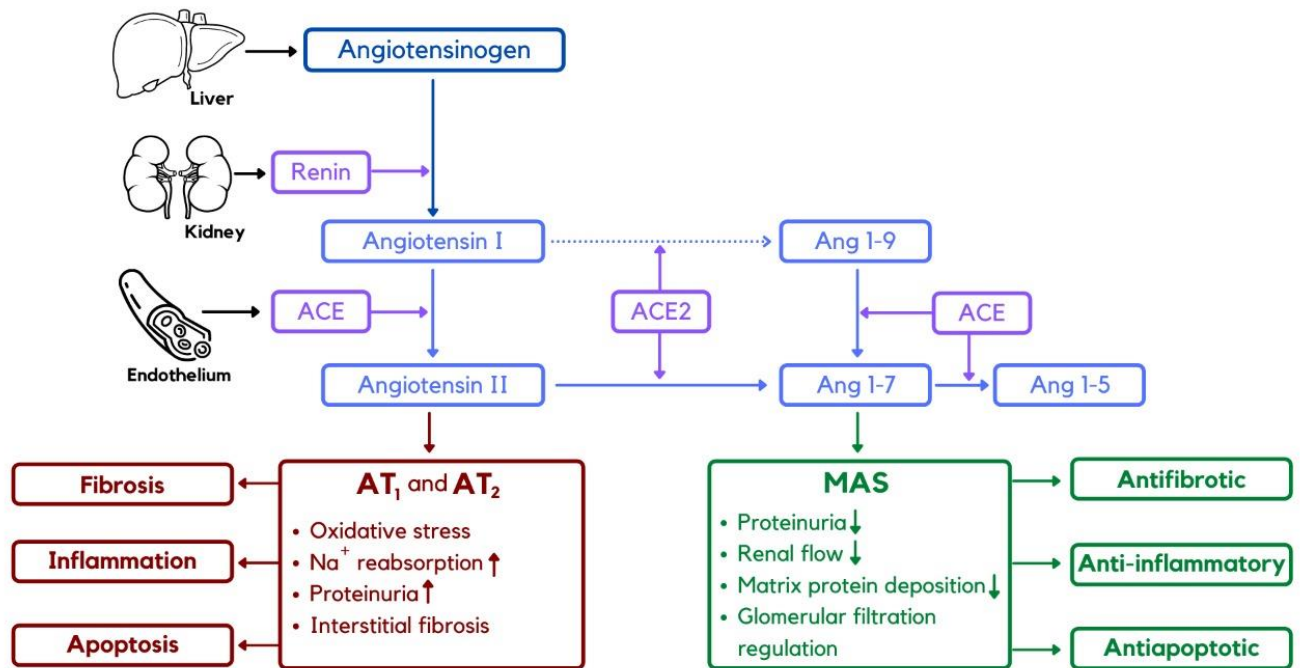 Angiotensinogen
Liver
Renin
Kidney
Angiotensin I
Ang 1-9
ACE
ACE2
ACE
Endothelium
Angiotensin II
Ang 1-7
Ang 1-5
Fibrosis
Inflammation
Apoptosis
AT₁ and AT₂
• Oxidative stress
• Na⁺ reabsorption ↑
• Proteinuria ↑
• Interstitial fibrosis
MAS
• Proteinuria ↓
• Renal flow ↓
• Matrix protein deposition ↓
• Glomerular filtration
regulation
Antifibrotic
Anti-inflammatory
Antiapoptotic